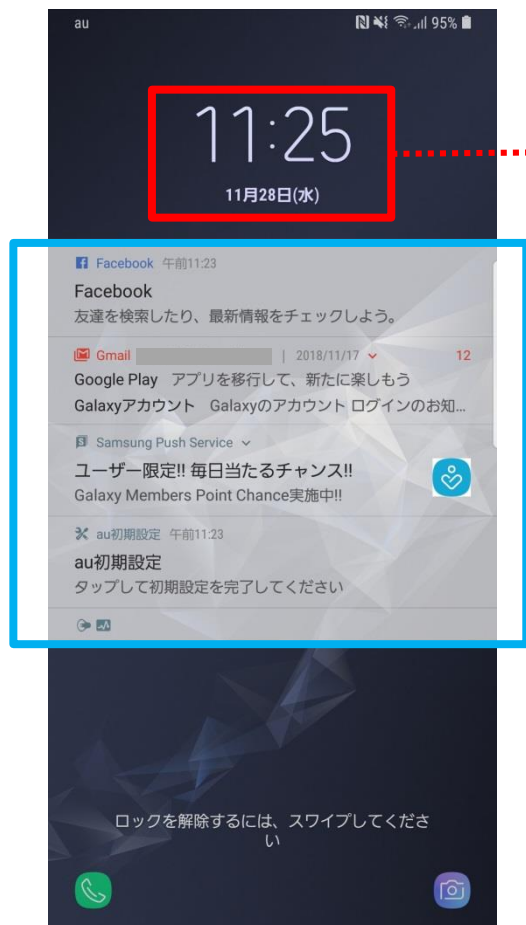 au 95%
11:25
11月28日(水)
Facebook 午前11:23
Facebook
友達を検索したり、最新情報をチェックしよう。
Gmail | 2018/11/17 12
Google Play アプリを移行して、新たに楽しもう
Galaxyアカウント Galaxyのアカウント ログインのお知...
Samsung Push Service
ユーザー限定!! 毎日当たるチャンス!!
Galaxy Members Point Chance実施中!!
au初期設定 午前11:23
au初期設定
タップして初期設定を完了してください
ロックを解除するには、スワイプしてくださ
い